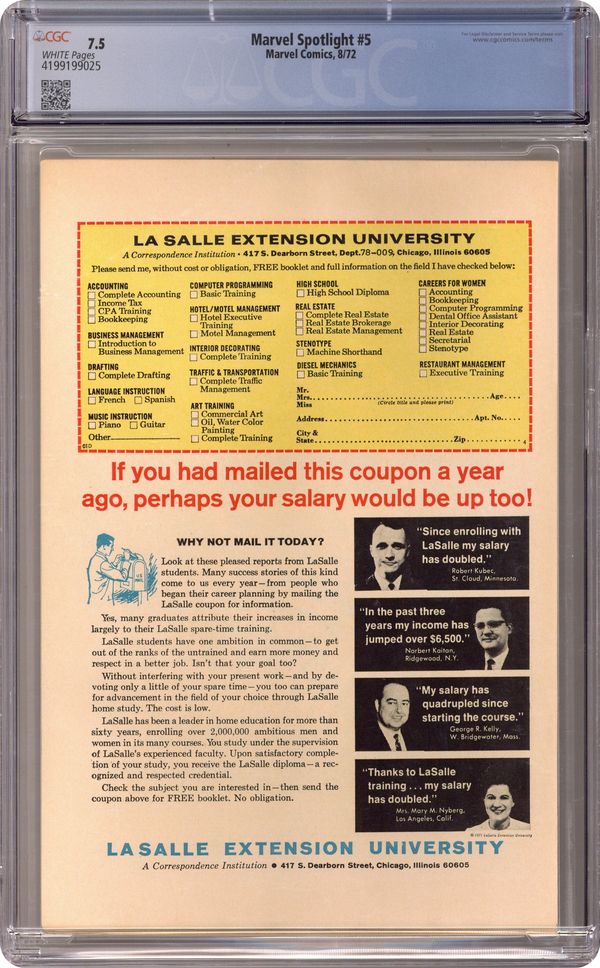 CGC 7.5
WHITE Pages
4199199025
Marvel Spotlight #5
Marvel Comics, 8/72
For Legal Disclaimer and Service Terms please visit
www.cgccomics.com/terms
CGC
LA SALLE EXTENSION UNIVERSITY
A Correspondence Institution • 417 S. Dearborn Street, Dept.78-009, Chicago, Illinois 60605
Please send me, without cost or obligation, FREE booklet and full information on the field I have checked below:
ACCOUNTING
Complete Accounting
Income Tax
CPA Training
Bookkeeping
BUSINESS MANAGEMENT
Introduction to
Business Management
DRAFTING
Complete Drafting
LANGUAGE INSTRUCTION
French Spanish
MUSIC INSTRUCTION
Piano Guitar
Other
61D
COMPUTER PROGRAMMING
Basic Training
HOTEL/MOTEL MANAGEMENT
Hotel Executive
Training
Motel Management
INTERIOR DECORATING
Complete Training
TRAFFIC & TRANSPORTATION
Complete Traffic
Management
ART TRAINING
Commercial Art
Oil, Water Color
Painting
Complete Training
HIGH SCHOOL
High School Diploma
REAL ESTATE
Complete Real Estate
Real Estate Brokerage
Real Estate Management
STENOTYPE
Machine Shorthand
DIESEL MECHANICS
Basic Training
CAREERS FOR WOMEN
Accounting
Bookkeeping
Computer Programming
Dental Office Assistant
Interior Decorating
Real Estate
Secretarial
Stenotype
RESTAURANT MANAGEMENT
Executive Training
Mr.
Mrs. Age
Miss (Circle title and please print)
Address Apt. No.
City &
State Zip 4
If you had mailed this coupon a year
ago, perhaps your salary would be up too!
WHY NOT MAIL IT TODAY?
Look at these pleased reports from LaSalle
students. Many success stories of this kind
come to us every year—from people who
began their career planning by mailing the
LaSalle coupon for information.
Yes, many graduates attribute their increases in income
largely to their LaSalle spare-time training.
LaSalle students have one ambition in common—to get
out of the ranks of the untrained and earn more money and
respect in a better job. Isn't that your goal too?
Without interfering with your present work—and by de-
voting only a little of your spare time—you too can prepare
for advancement in the field of your choice through LaSalle
home study. The cost is low.
LaSalle has been a leader in home education for more than
sixty years, enrolling over 2,000,000 ambitious men and
women in its many courses. You study under the supervision
of LaSalle's experienced faculty. Upon satisfactory comple-
tion of your study, you receive the LaSalle diploma—a rec-
ognized and respected credential.
Check the subject you are interested in—then send the
coupon above for FREE booklet. No obligation.
U.S.
MAIL
"Since enrolling with
LaSalle my salary
has doubled."
Robert Kubec,
St. Cloud, Minnesota.
"In the past three
years my income has
jumped over $6,500."
Norbert Kaitan,
Ridgewood, N.Y.
"My salary has
quadrupled since
starting the course."
George R. Kelly,
W. Bridgewater, Mass.
"Thanks to LaSalle
training . . . my salary
has doubled."
Mrs. Mary M. Nyberg,
Los Angeles, Calif.
© 1971 LaSalle Extension University
LASALLE EXTENSION UNIVERSITY
A Correspondence Institution ● 417 S. Dearborn Street, Chicago, Illinois 60605